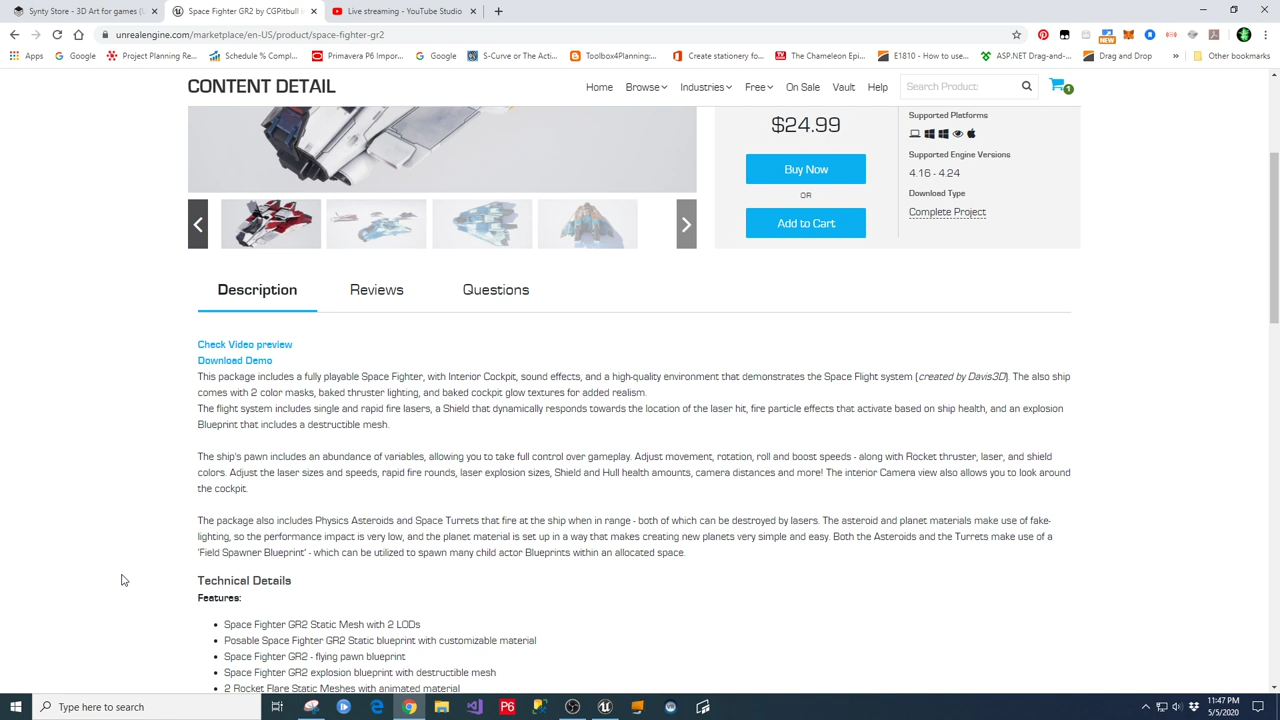 Synty Store - 3D Art for games (L
Space Fighter GR2 by CGPitbull in
Live streaming - YouTube Studio
unrealengine.com/marketplace/en-US/product/space-fighter-gr2
Apps
Google
Project Planning Re...
Schedule % Compl...
Primavera P6 Impor...
Google
S-Curve or The Acti...
Toolbox4Planning:...
Create stationery fo...
The Chameleon Epi...
E1810 - How to use...
ASP.NET Drag-and-...
Drag and Drop
Other bookmarks
CONTENT DETAIL
Home
Browse
Industries
Free
On Sale
Vault
Help
Search Product:
1
$24.99
Buy Now
OR
Add to Cart
Supported Platforms
Supported Engine Versions
4.16 - 4.24
Download Type
Complete Project
Description
Reviews
Questions
Check Video preview
Download Demo
This package includes a fully playable Space Fighter, with Interior Cockpit, sound effects, and a high-quality environment that demonstrates the Space Flight system (created by Davis3D). The also ship
comes with 2 color masks, baked thruster lighting, and baked cockpit glow textures for added realism.
The flight system includes single and rapid fire lasers, a Shield that dynamically responds towards the location of the laser hit, fire particle effects that activate based on ship health, and an explosion
Blueprint that includes a destructible mesh.
The ship's pawn includes an abundance of variables, allowing you to take full control over gameplay. Adjust movement, rotation, roll and boost speeds - along with Rocket thruster, laser, and shield
colors. Adjust the laser sizes and speeds, rapid fire rounds, laser explosion sizes, Shield and Hull health amounts, camera distances and more! The interior Camera view also allows you to look around
the cockpit.
The package also includes Physics Asteroids and Space Turrets that fire at the ship when in range - both of which can be destroyed by lasers. The asteroid and planet materials make use of fake-
lighting, so the performance impact is very low, and the planet material is set up in a way that makes creating new planets very simple and easy. Both the Asteroids and the Turrets make use of a
'Field Spawner Blueprint' - which can be utilized to spawn many child actor Blueprints within an allocated space.
Technical Details
Features:
Space Fighter GR2 Static Mesh with 2 LODs
Posable Space Fighter GR2 Static blueprint with customizable material
Space Fighter GR2 - flying pawn blueprint
Space Fighter GR2 explosion blueprint with destructible mesh
2 Rocket Flare Static Meshes with animated material
Type here to search
P6
11:47 PM
5/5/2020